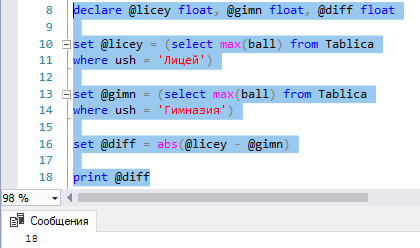 8 declare @licey float, @gimn float, @diff float
9
10 set @licey = (select max(ball) from Tablica
11 where ush = 'Лицей')
12
13 set @gimn = (select max(ball) from Tablica
14 where ush = 'Гимназия')
15
16 set @diff = abs(@licey - @gimn)
17
18 print @diff
98 %
Сообщения
18